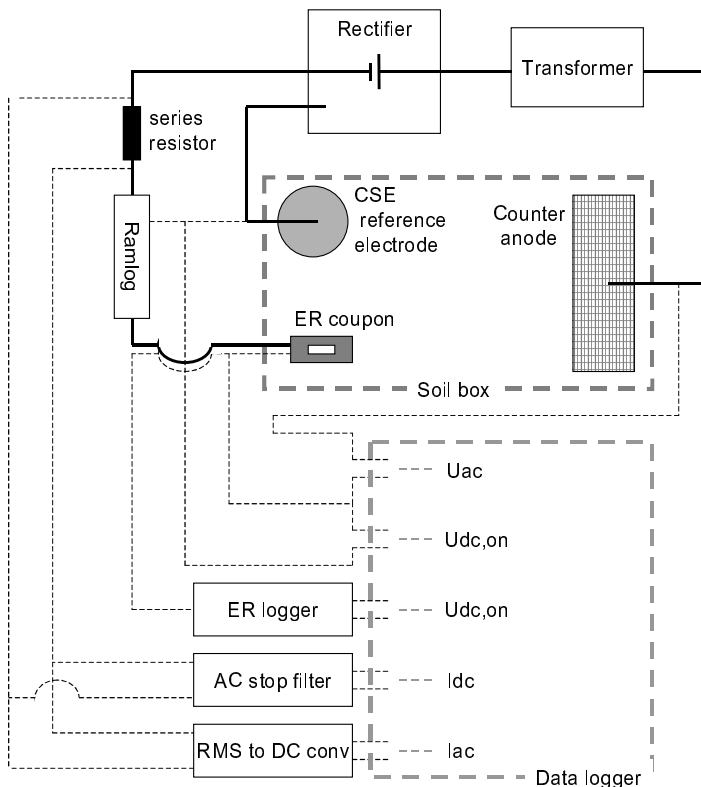 Rectifier
Transformer
series
resistor
Ramlog
CSE
reference
electrode
Counter
anode
ER coupon
Soil box
Uac
Udc,on
ER logger
Udc,on
AC stop filter
Idc
RMS to DC conv
Iac
Data logger